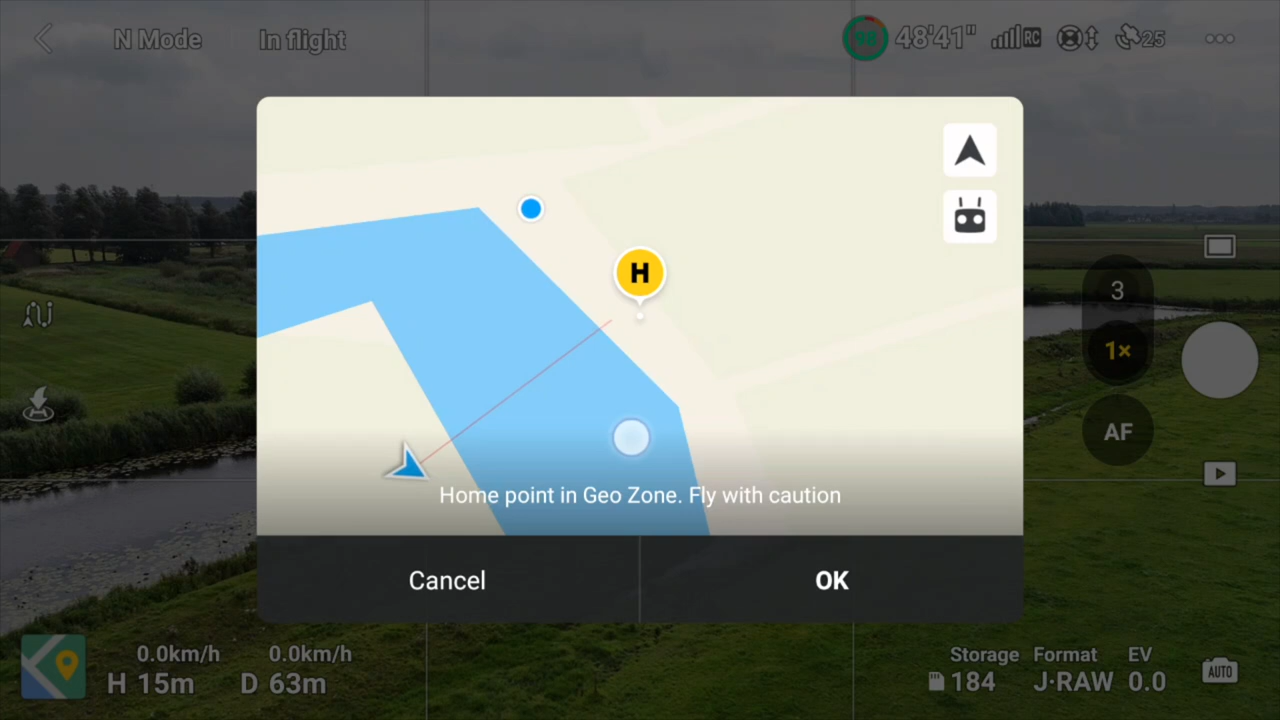 N Mode
In flight
98
48'41"
RC
25
H
Home point in Geo Zone. Fly with caution
Cancel
OK
3
1×
AF
0.0km/h
0.0km/h
H 15m
D 63m
Storage
Format
EV
184
J·RAW
0.0
AUTO